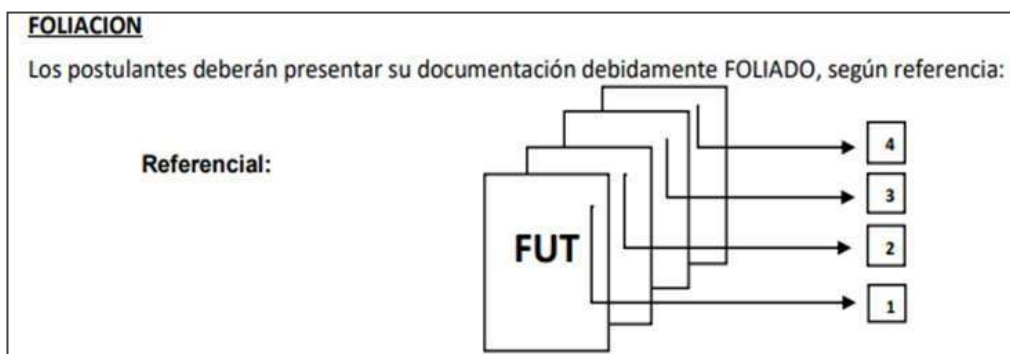 FOLIACION
Los postulantes deberán presentar su documentación debidamente FOLIADO, según referencia:
Referencial:
4
3
FUT
2
1